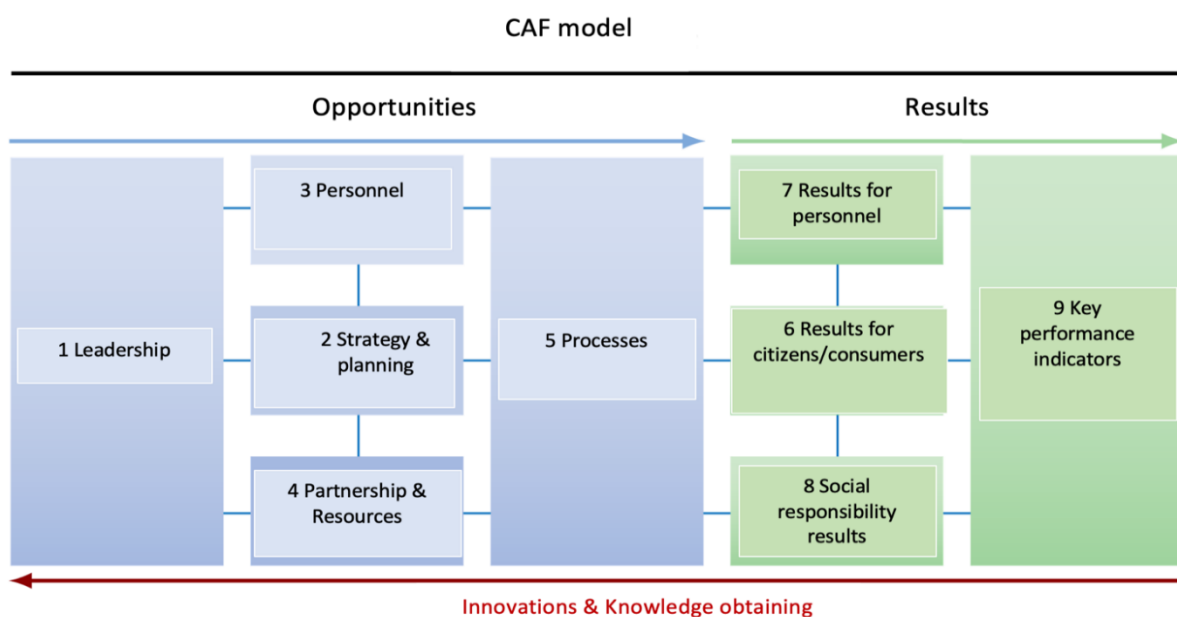 CAF model
Opportunities
Results
1 Leadership
3 Personnel
2 Strategy &
planning
4 Partnership &
Resources
5 Processes
7 Results for
personnel
6 Results for
citizens/consumers
8 Social
responsibility
results
9 Key
performance
indicators
Innovations & Knowledge obtaining